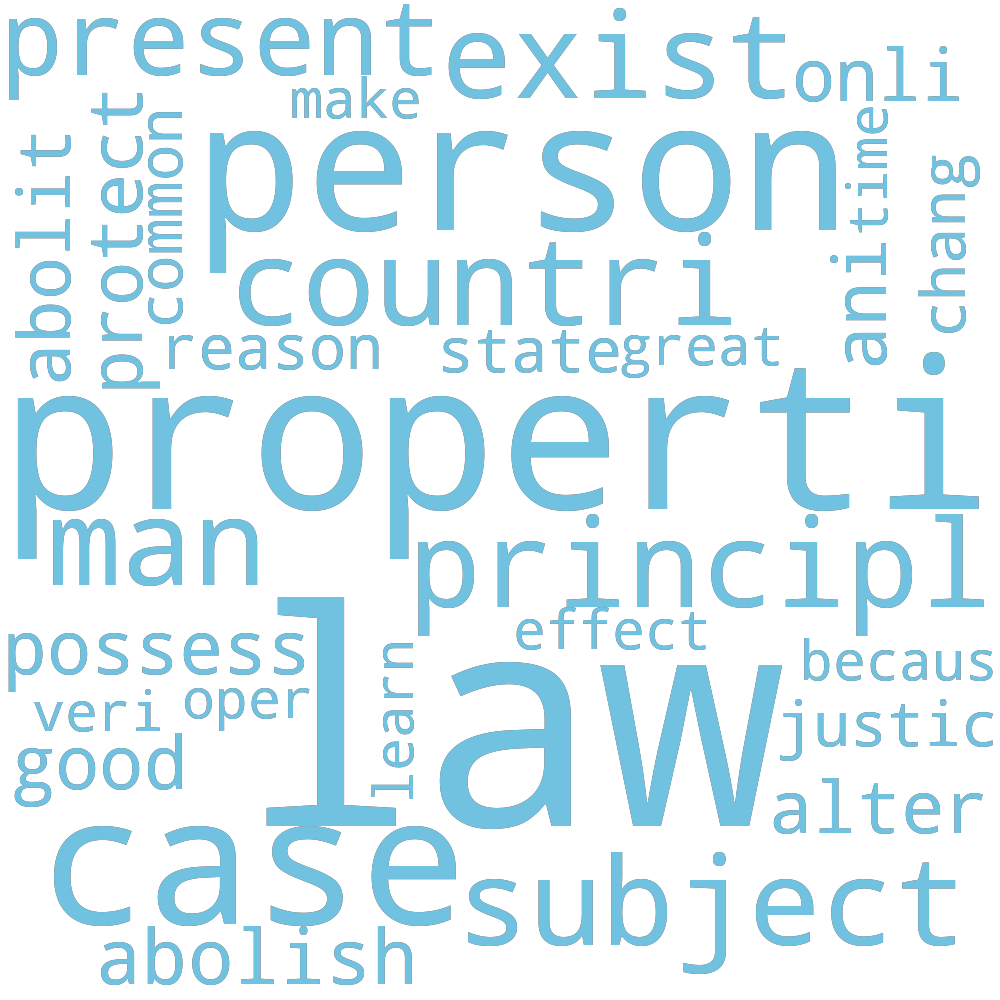 present
exist
onli
make
person
abolit
protect
common
time
ani
chang
countri
reason
state
great
properti
man
principl
possess
effect
law
becaus
veri
oper
learn
justic
good
alter
case
subject
abolish